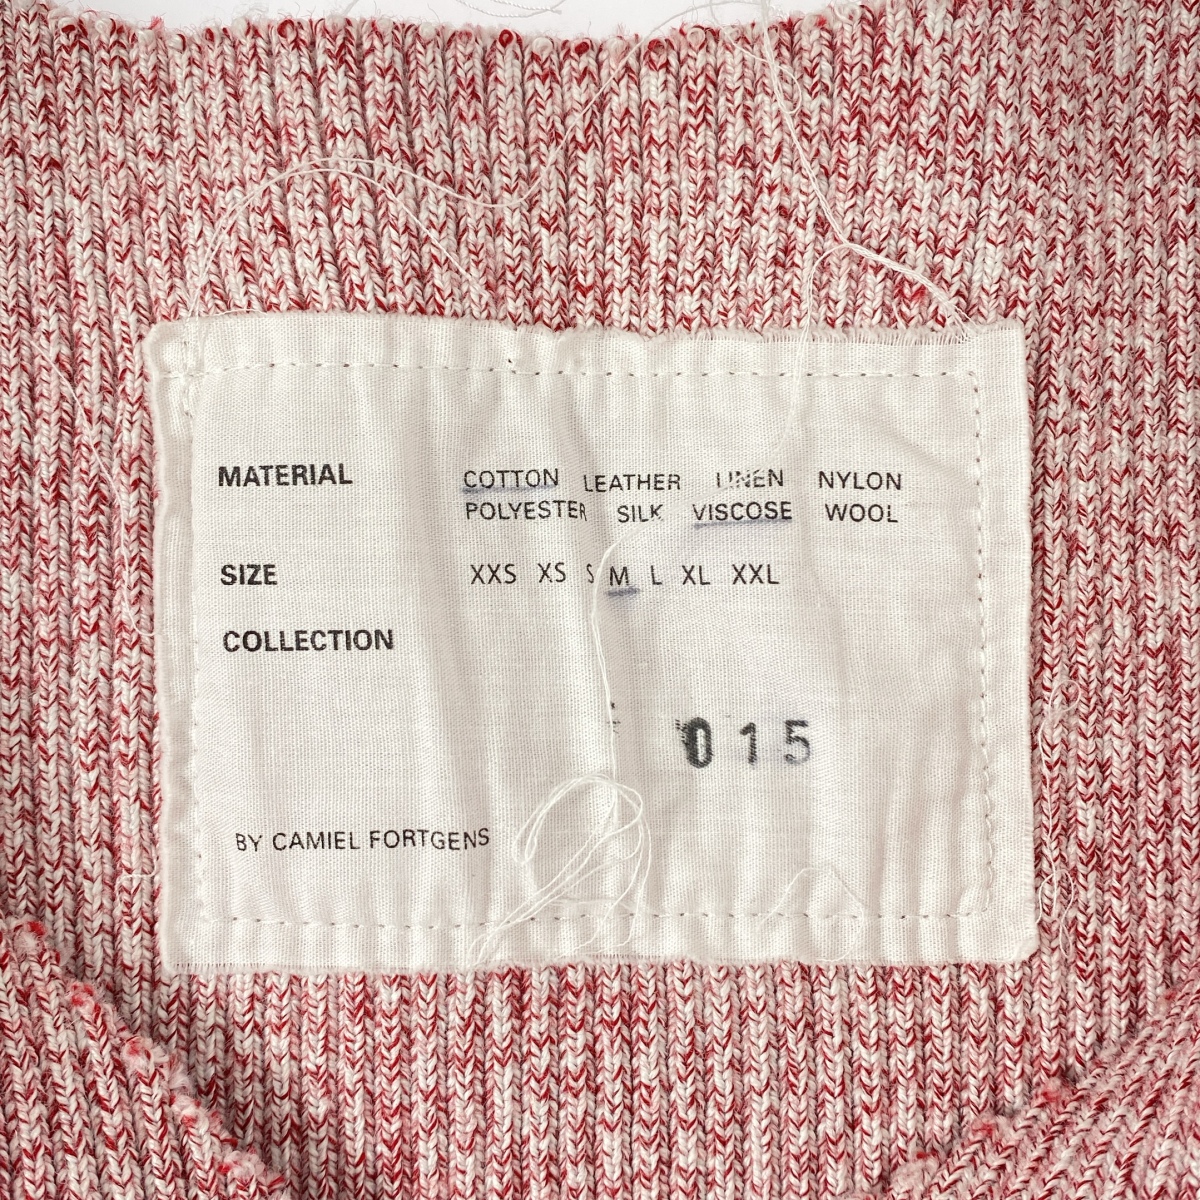 MATERIAL COTTON LEATHER LINEN NYLON
POLYESTER SILK VISCOSE WOOL
SIZE XXS XS S M L XL XXL
COLLECTION
015
BY CAMIEL FORTGENS